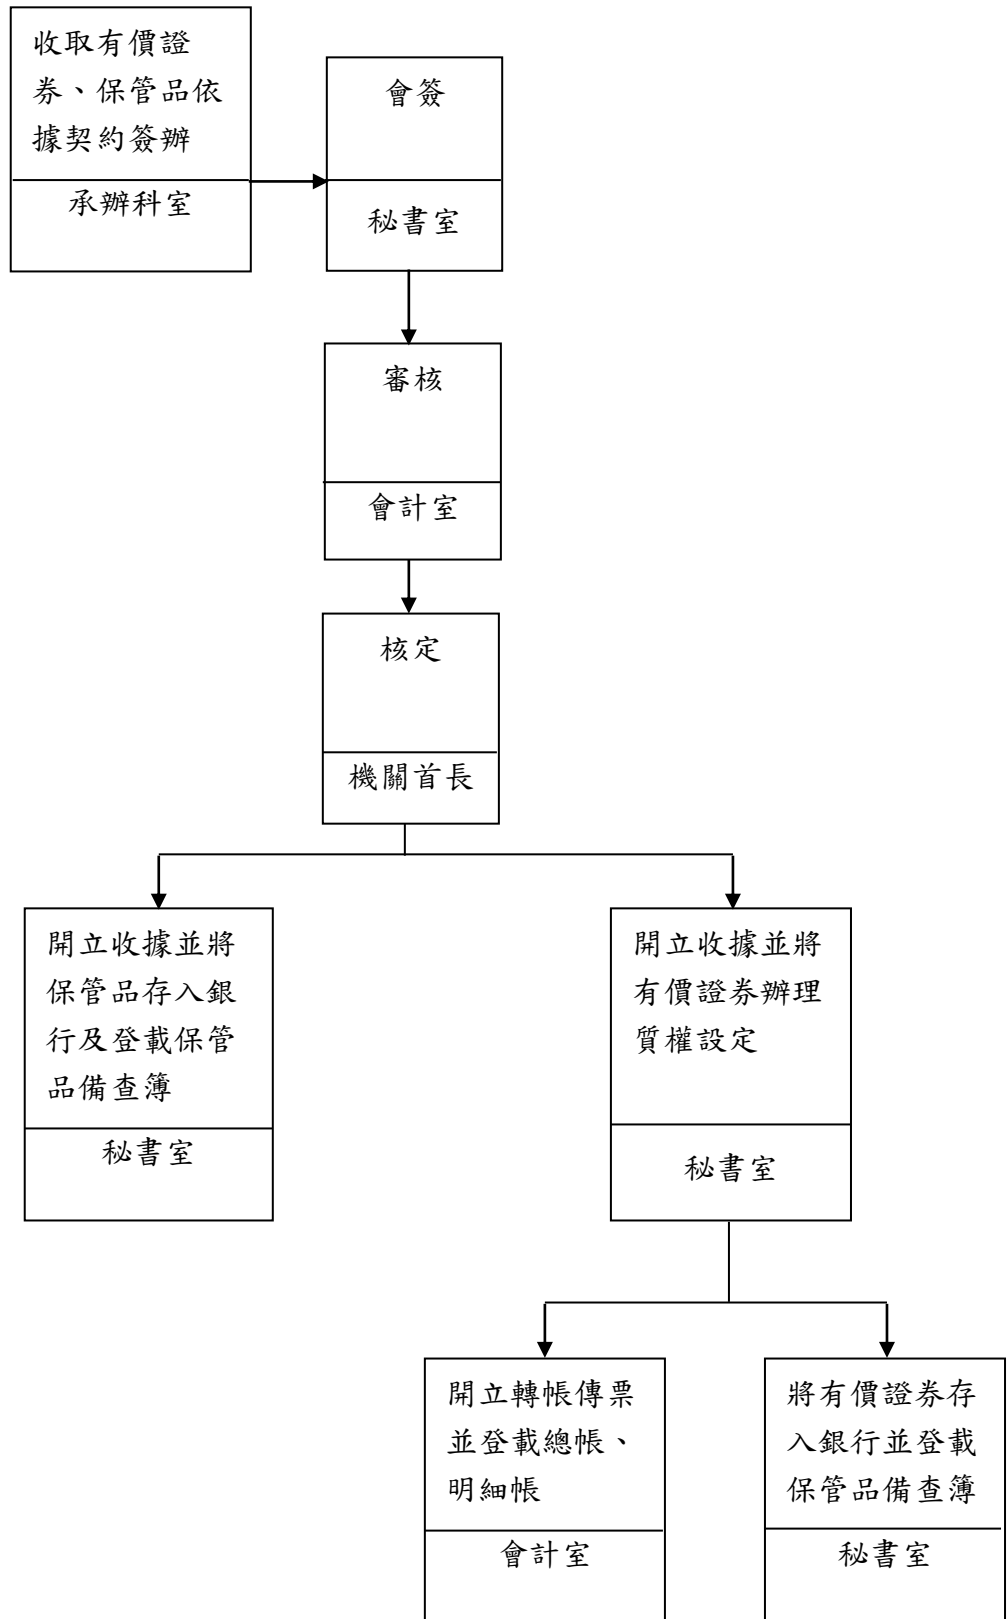 收取有價證
券、保管品依
據契約簽辦
承辦科室
會簽
秘書室
審核
會計室
核定
機關首長
開立收據並將
保管品存入銀
行及登載保管
品備查簿
秘書室
開立收據並將
有價證券辦理
質權設定
秘書室
開立轉帳傳票
並登載總帳、
明細帳
會計室
將有價證券存
入銀行並登載
保管品備查簿
秘書室